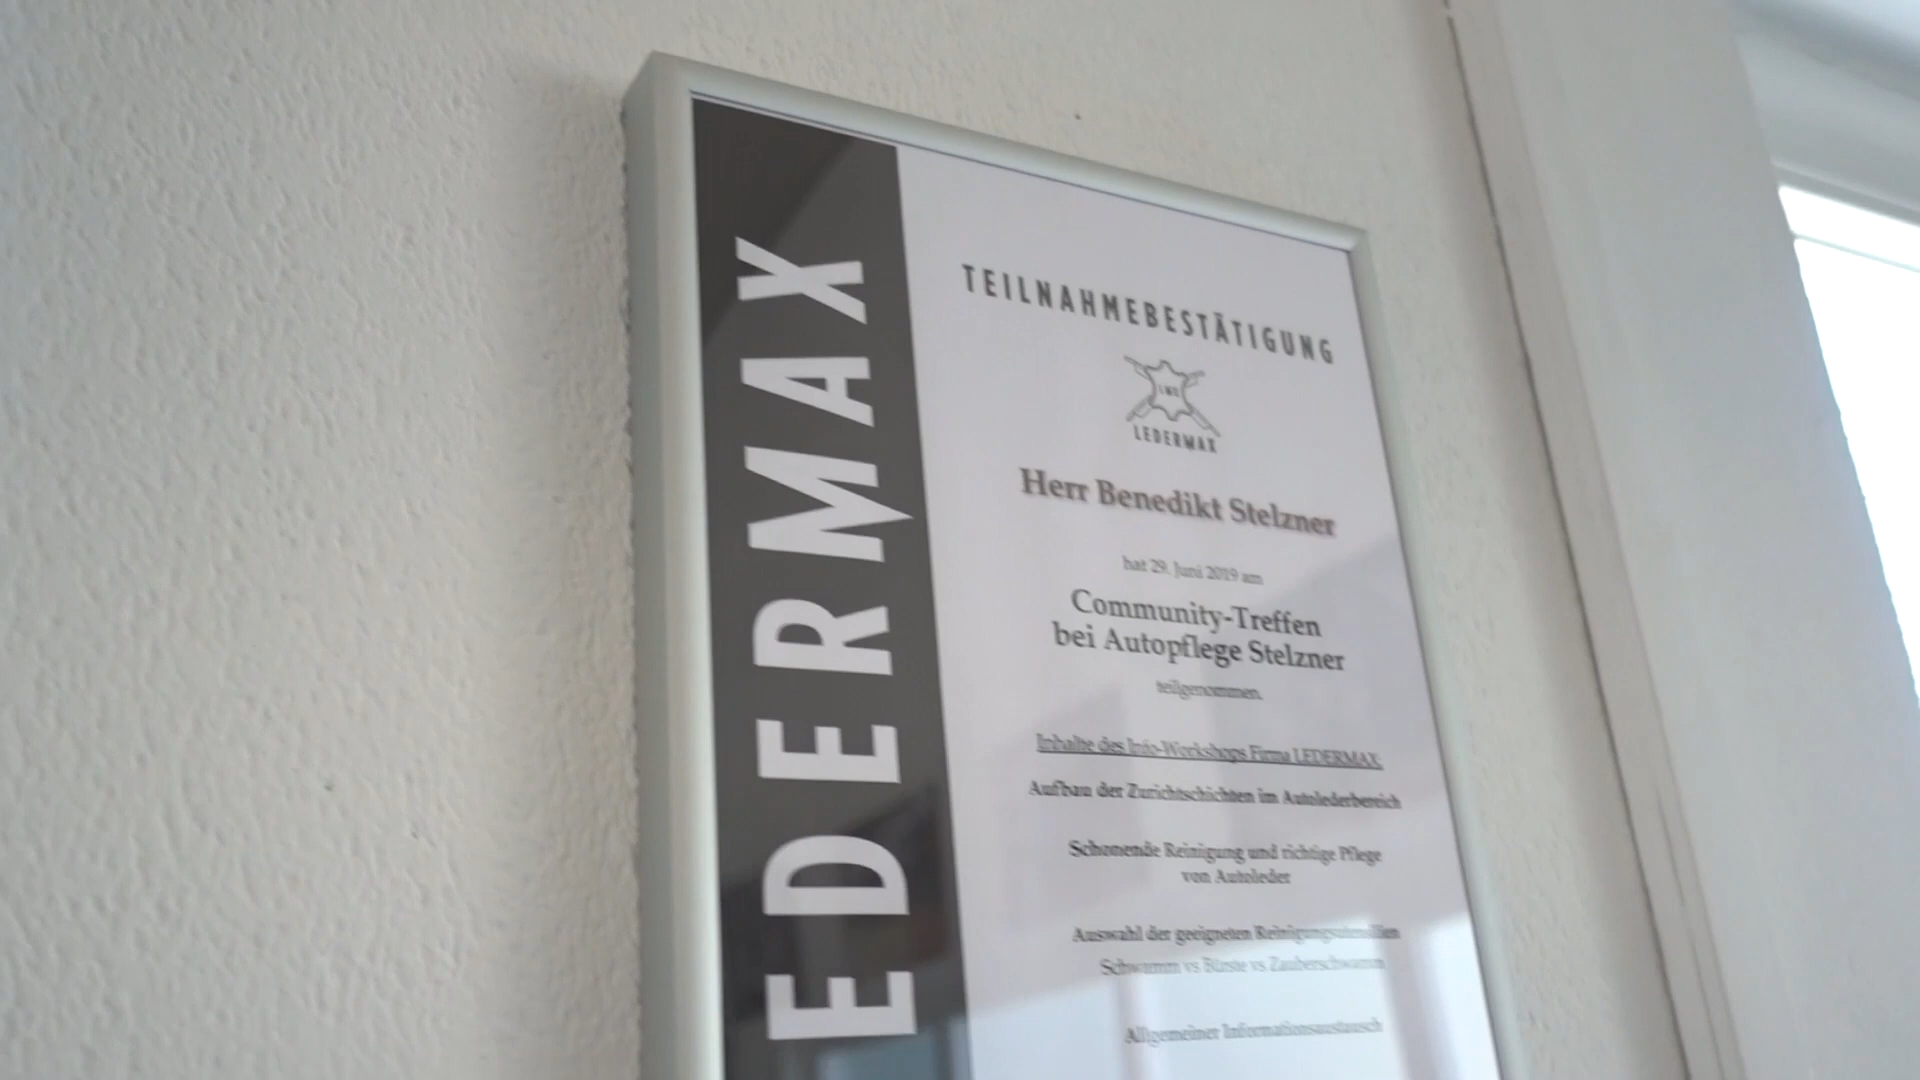 EDERMAX
TEILNAHMEBESTÄTIGUNG
LEDERMAX
Herr Benedikt Stelzner
hat 29. Juni 2019 am
Community-Treffen
bei Autopflege Stelzner
teilgenommen.
Inhalte des Info-Workshops Firma LEDERMAX:
Aufbau der Zurichtschichten im Autolederbereich
Schonende Reinigung und richtige Pflege
von Autoleder
Auswahl der geeigneten Reinigungsutensilien
Schwamm vs Bürste vs Zauberschwamm
Allgemeiner Informationsaustausch